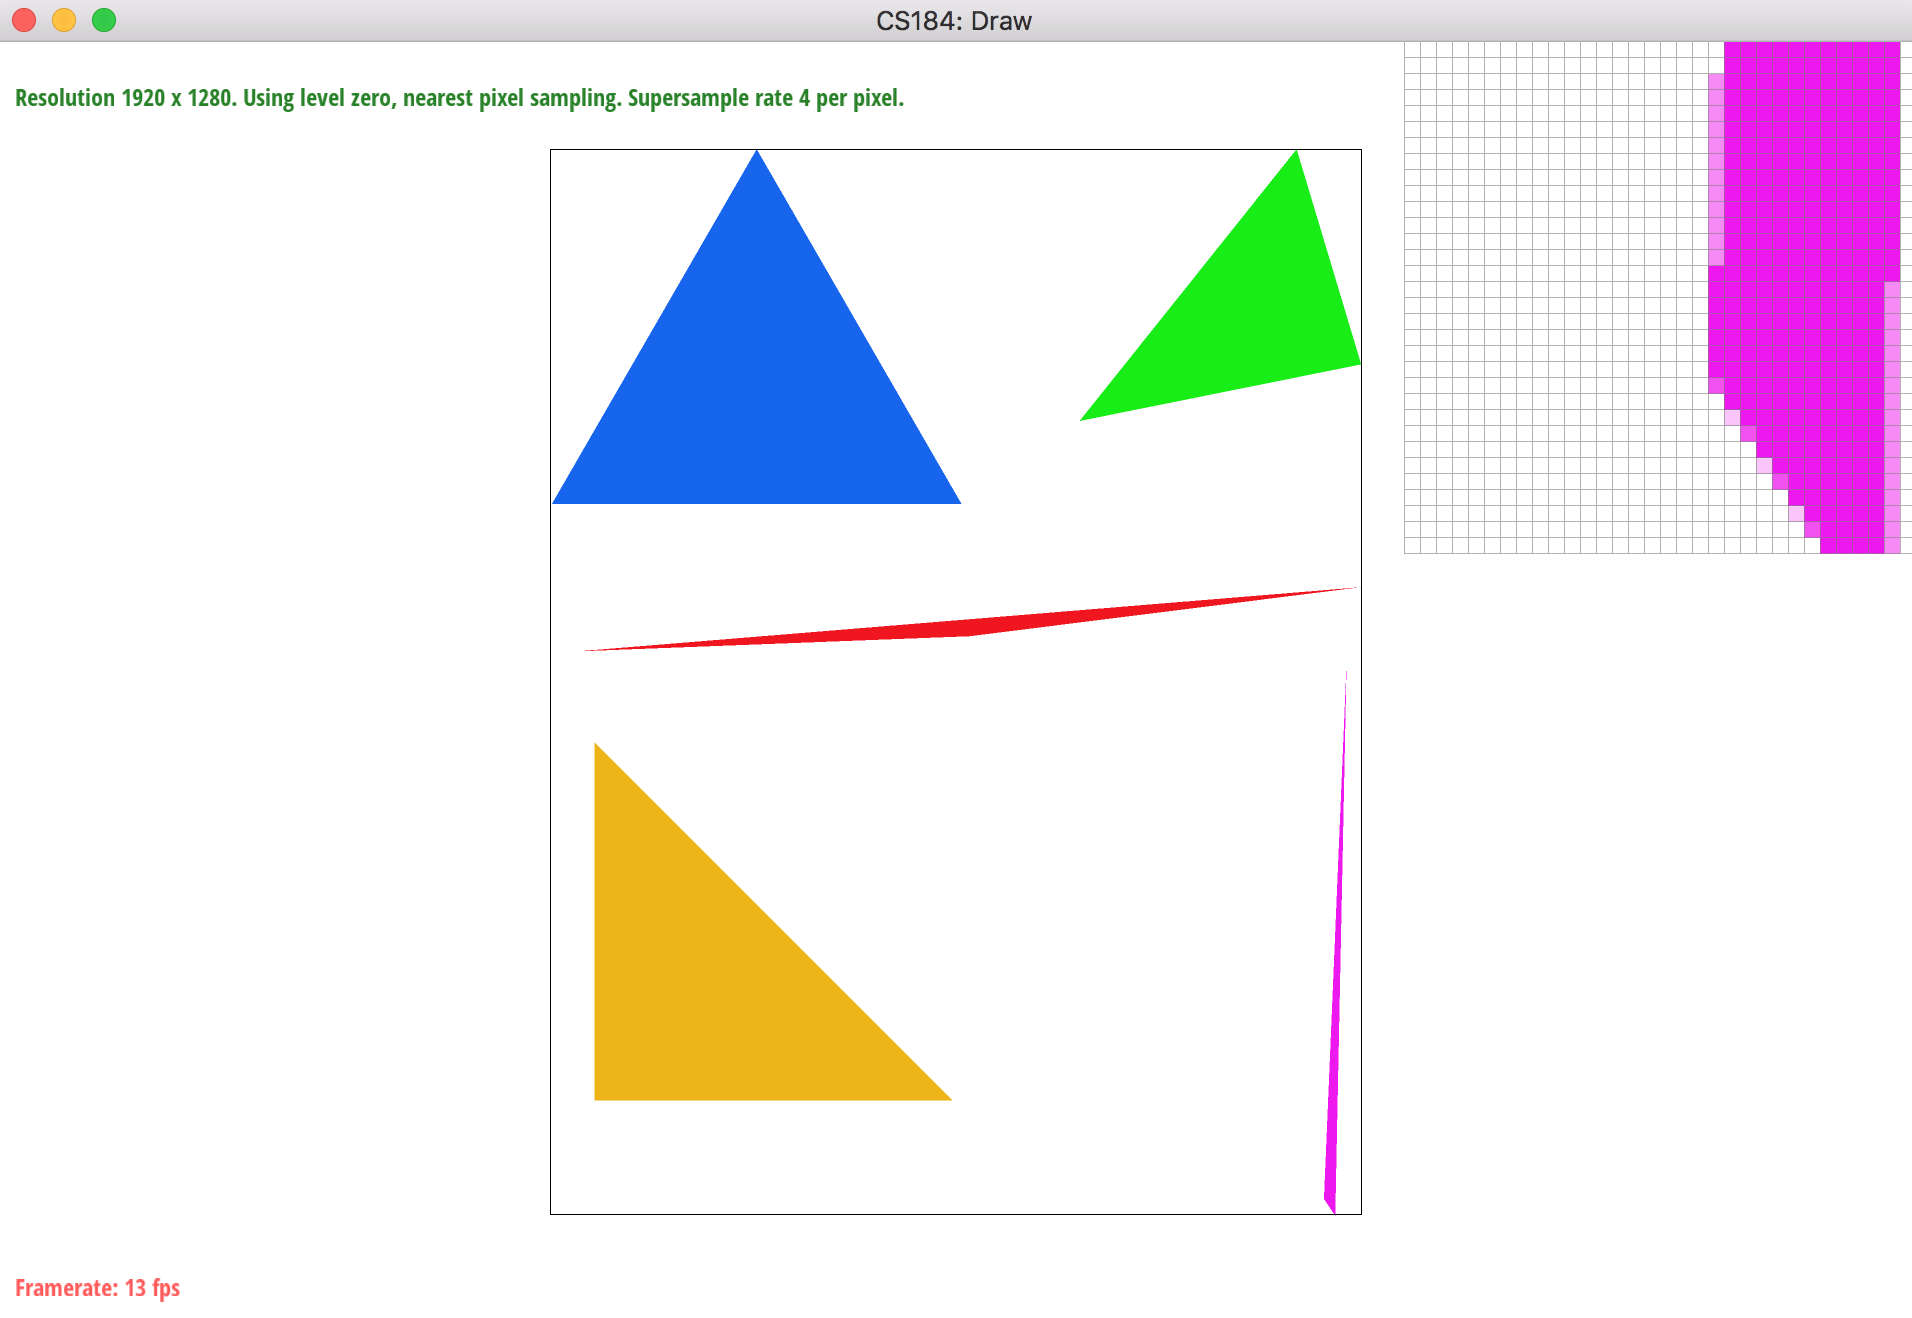 CS184: Draw
Resolution 1920 x 1280. Using level zero, nearest pixel sampling. Supersample rate 4 per pixel.
Framerate: 13 fps